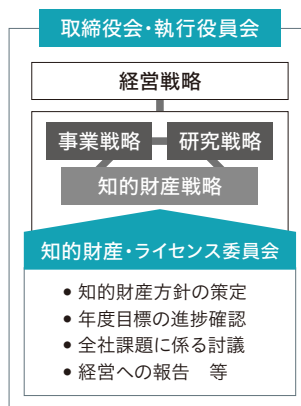 取締役会・執行役員会
経営戦略
事業戦略 研究戦略
知的財産戦略
知的財産・ライセンス委員会
• 知的財産方針の策定
• 年度目標の進捗確認
• 全社課題に係る討議
• 経営への報告　等